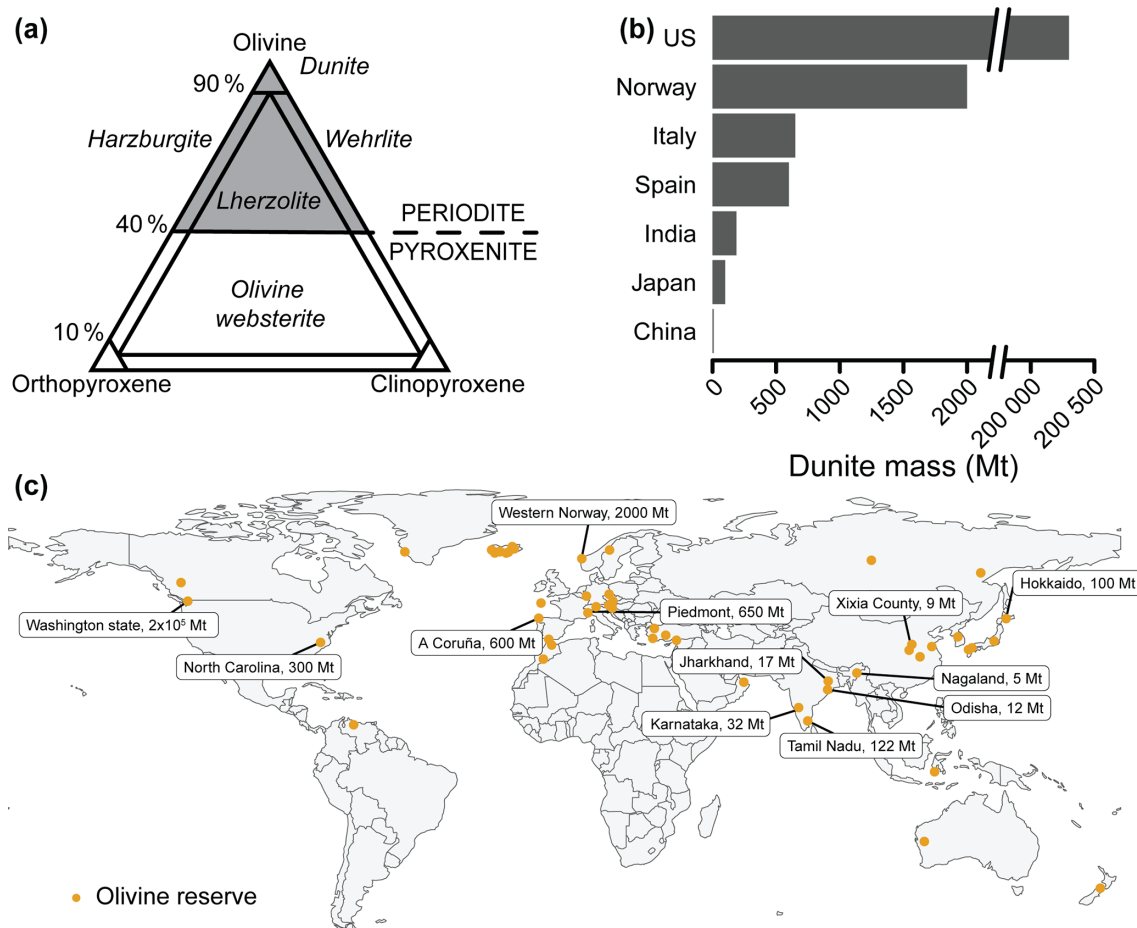 (a)
Olivine
Dunite
90 %
Harzburgite
Wehrlite
Lherzolite
40 %
PERIODITE
PYROXENITE
Olivine
websterite
10 %
Orthopyroxene
Clinopyroxene
(b)
US
Norway
Italy
Spain
India
Japan
China
0
500
1000
1500
2000
200 000
200 500
Dunite mass (Mt)
(c)
Western Norway, 2000 Mt
Hokkaido, 100 Mt
Xixia County, 9 Mt
Piedmont, 650 Mt
Washington state, 2x10⁵ Mt
A Coruña, 600 Mt
North Carolina, 300 Mt
Jharkhand, 17 Mt
Nagaland, 5 Mt
Odisha, 12 Mt
Karnataka, 32 Mt
Tamil Nadu, 122 Mt
Olivine reserve